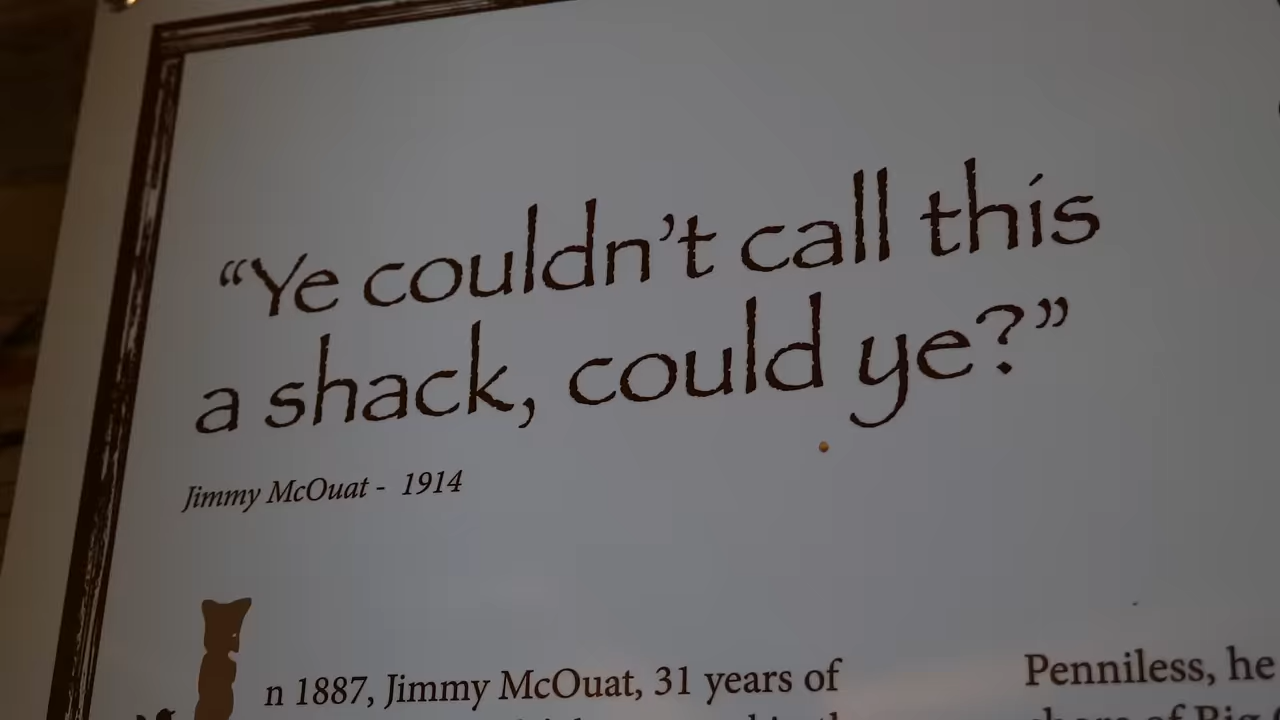 “Ye couldn’t call this
a shack, could ye?”
Jimmy McOuat - 1914
n 1887, Jimmy McOuat, 31 years of
Penniless, he